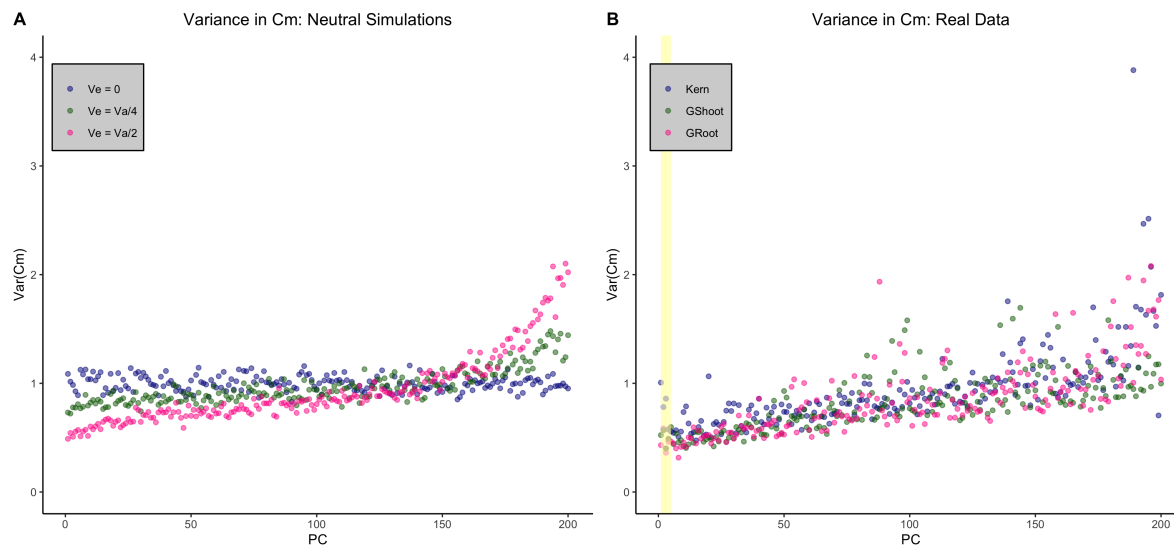 A
Variance in Cm: Neutral Simulations
Ve = 0
Ve = Va/4
Ve = Va/2
Var(Cm)
4
3
2
1
0
0 50 100 150 200
PC
B
Variance in Cm: Real Data
Kern
GShoot
GRoot
Var(Cm)
4
3
2
1
0
0 50 100 150 200
PC